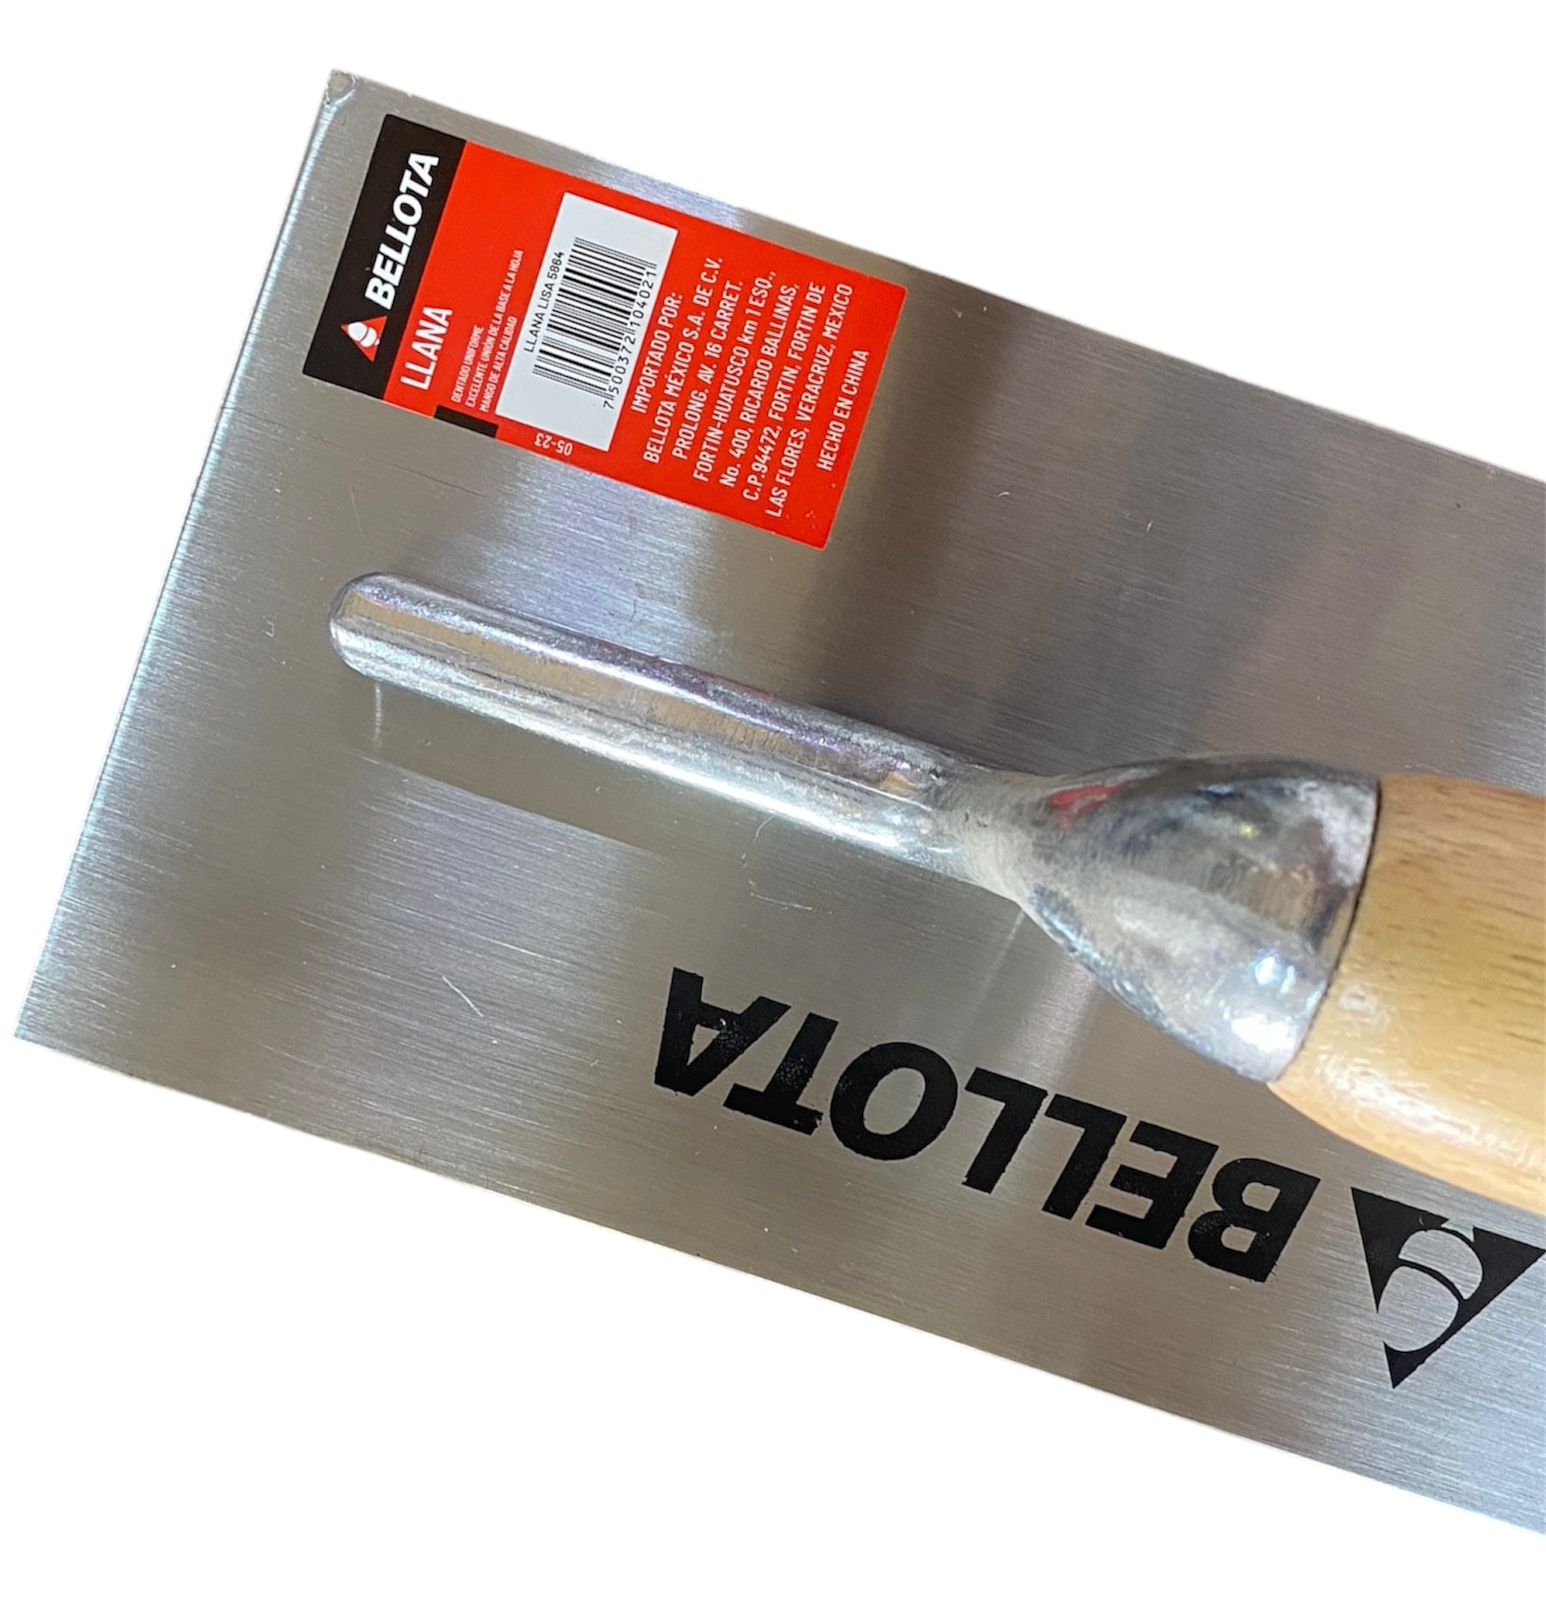 BELLOTA
LLANA
DENTADO UNIFORME
EXCELENTE UNIÓN DE LA BASE A LA HOJA
MANGO DE ALTA CALIDAD
05-23
LLANA LISA 5864
7 500372 104021
IMPORTADO POR:
BELLOTA MÉXICO S.A. DE C.V.
PROLONG. AV. 16 CARRET.
FORTIN-HUATUSCO km 1 ESQ.,
No. 400, RICARDO BALLINAS,
C.P.94472, FORTIN, FORTIN DE
LAS FLORES, VERACRUZ, MEXICO
HECHO EN CHINA
BELLOTA